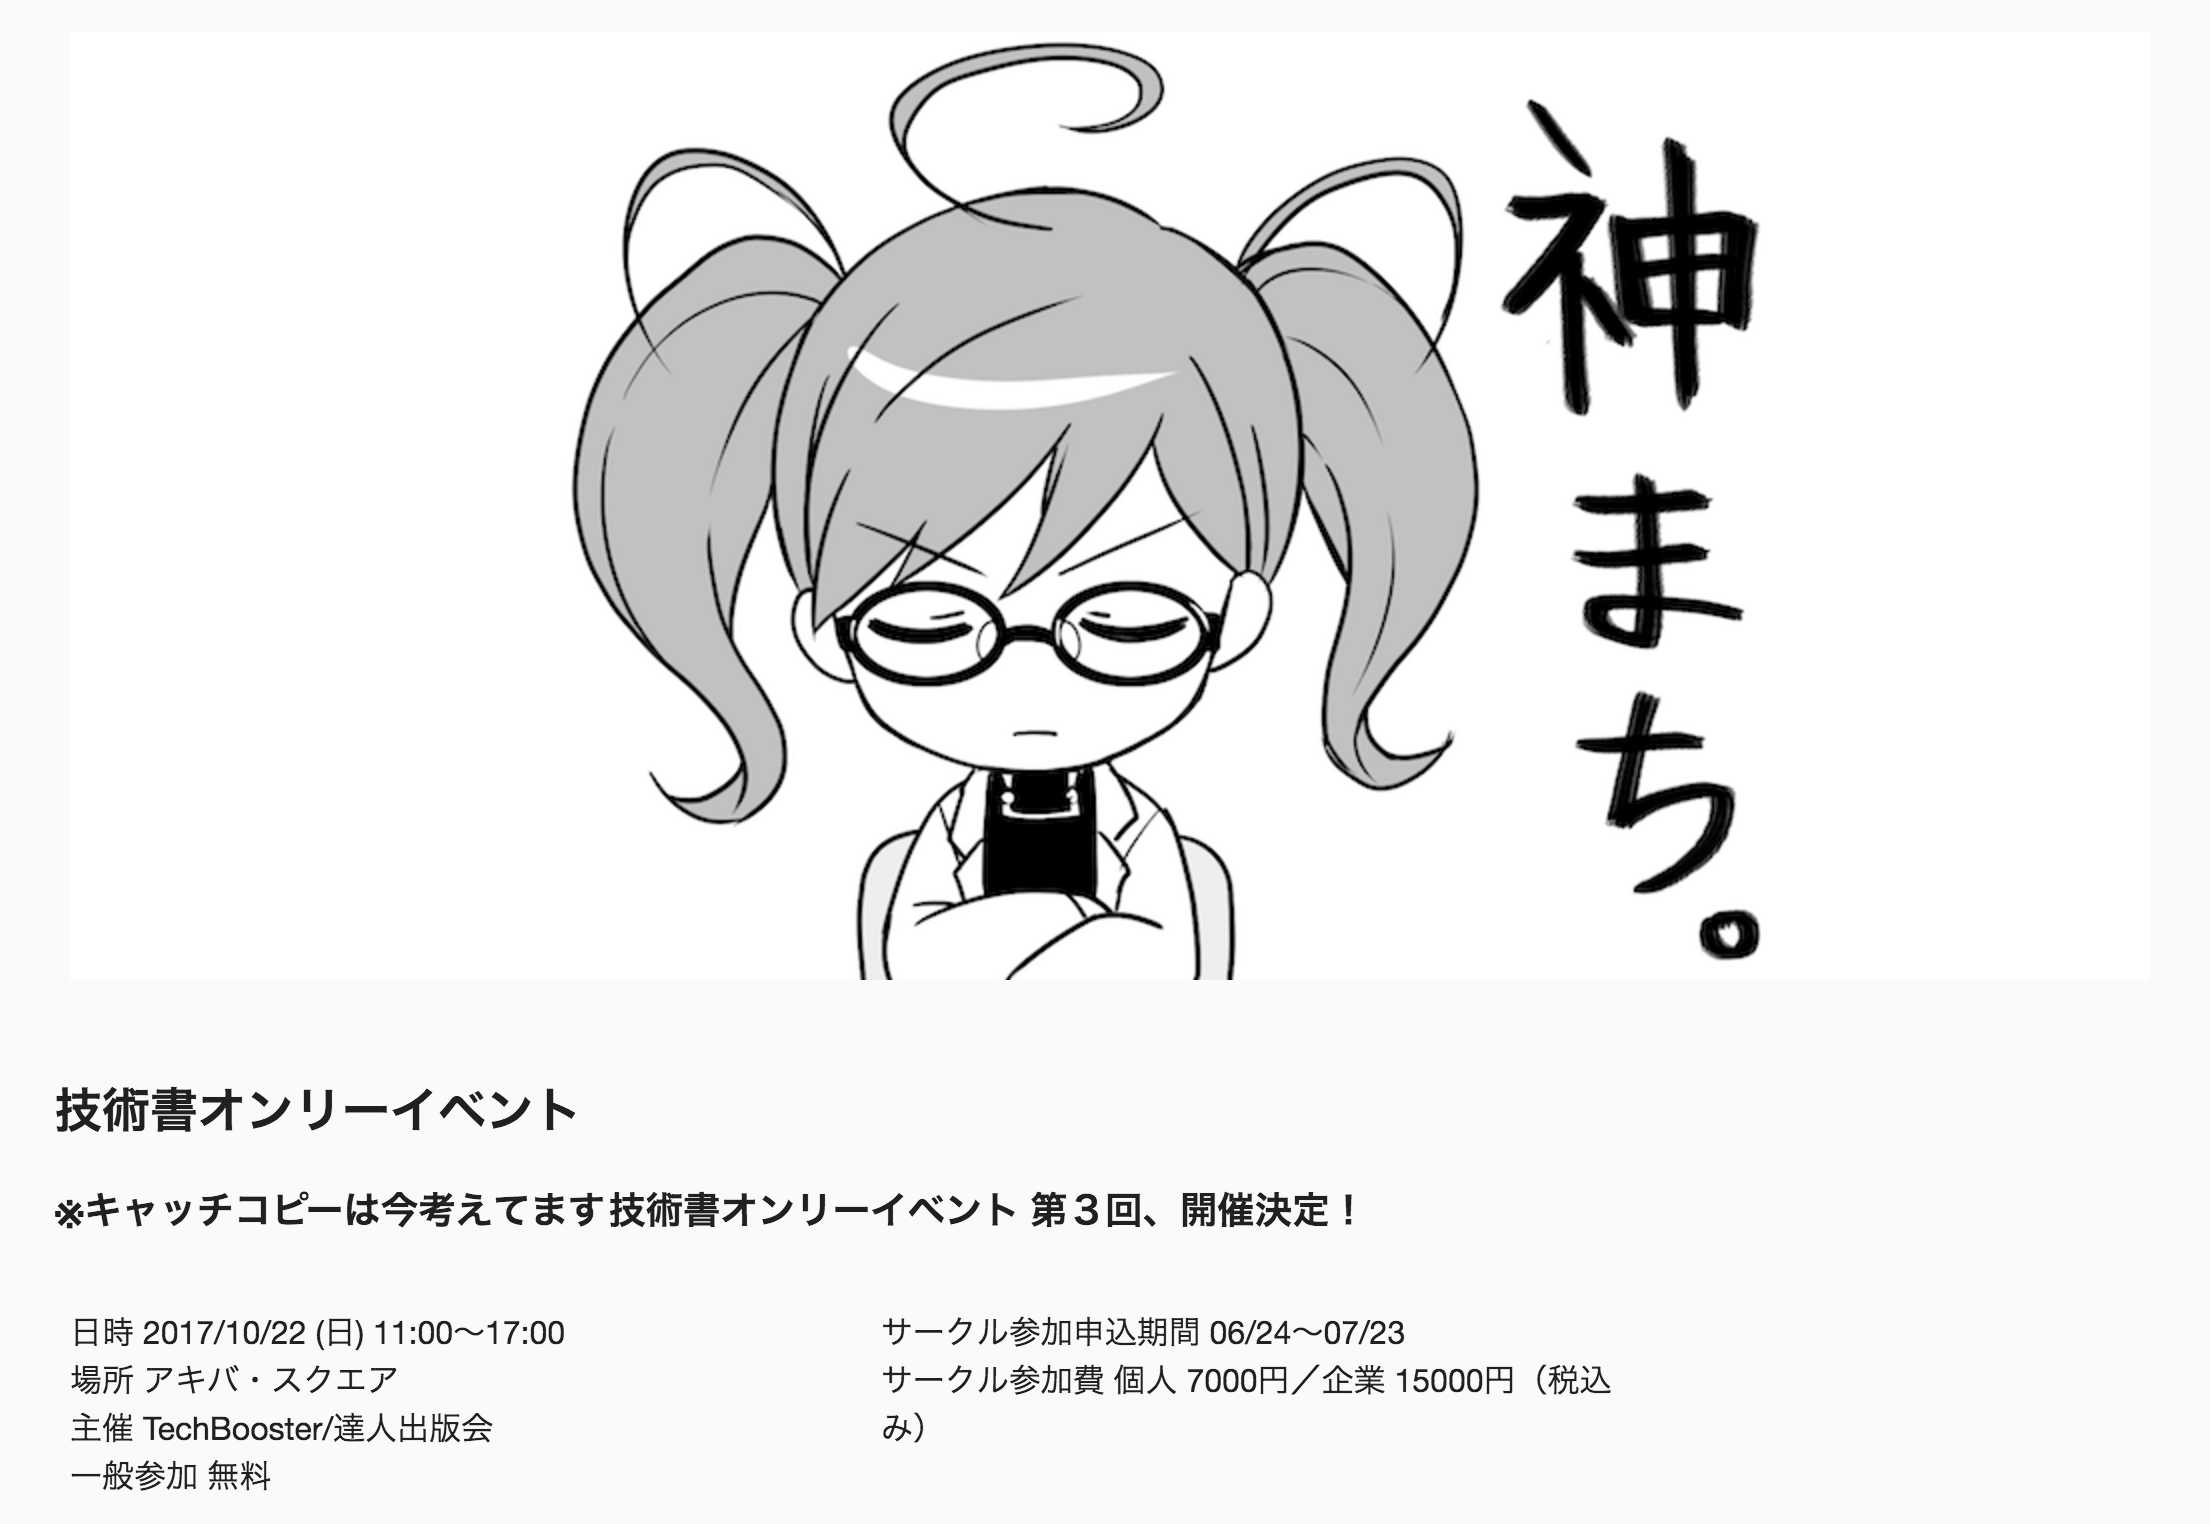 神まち。
技術書オンリーイベント
※キャッチコピーは今考えてます技術書オンリーイベント 第３回、開催決定！
日時 2017/10/22 (日) 11:00〜17:00
場所 アキバ・スクエア
主催 TechBooster/達人出版会
一般参加 無料
サークル参加申込期間 06/24〜07/23
サークル参加費 個人 7000円／企業 15000円（税込
み）